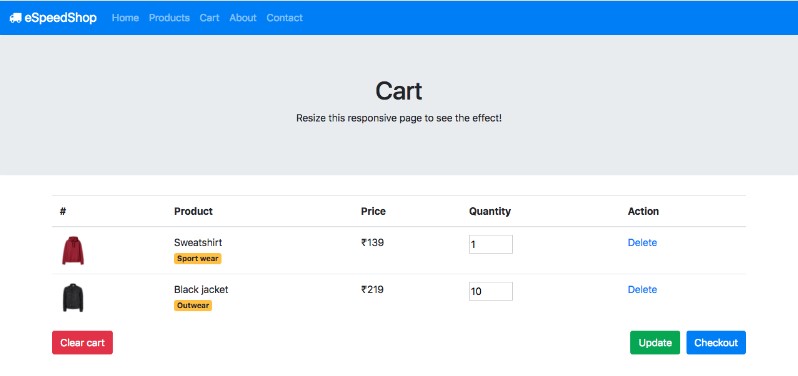 eSpeedShop Home Products Cart About Contact
Cart
Resize this responsive page to see the effect!
# Product Price Quantity Action
Sweatshirt ₹139 1 Delete
Sport wear
Black jacket ₹219 10 Delete
Outwear
Clear cart Update Checkout